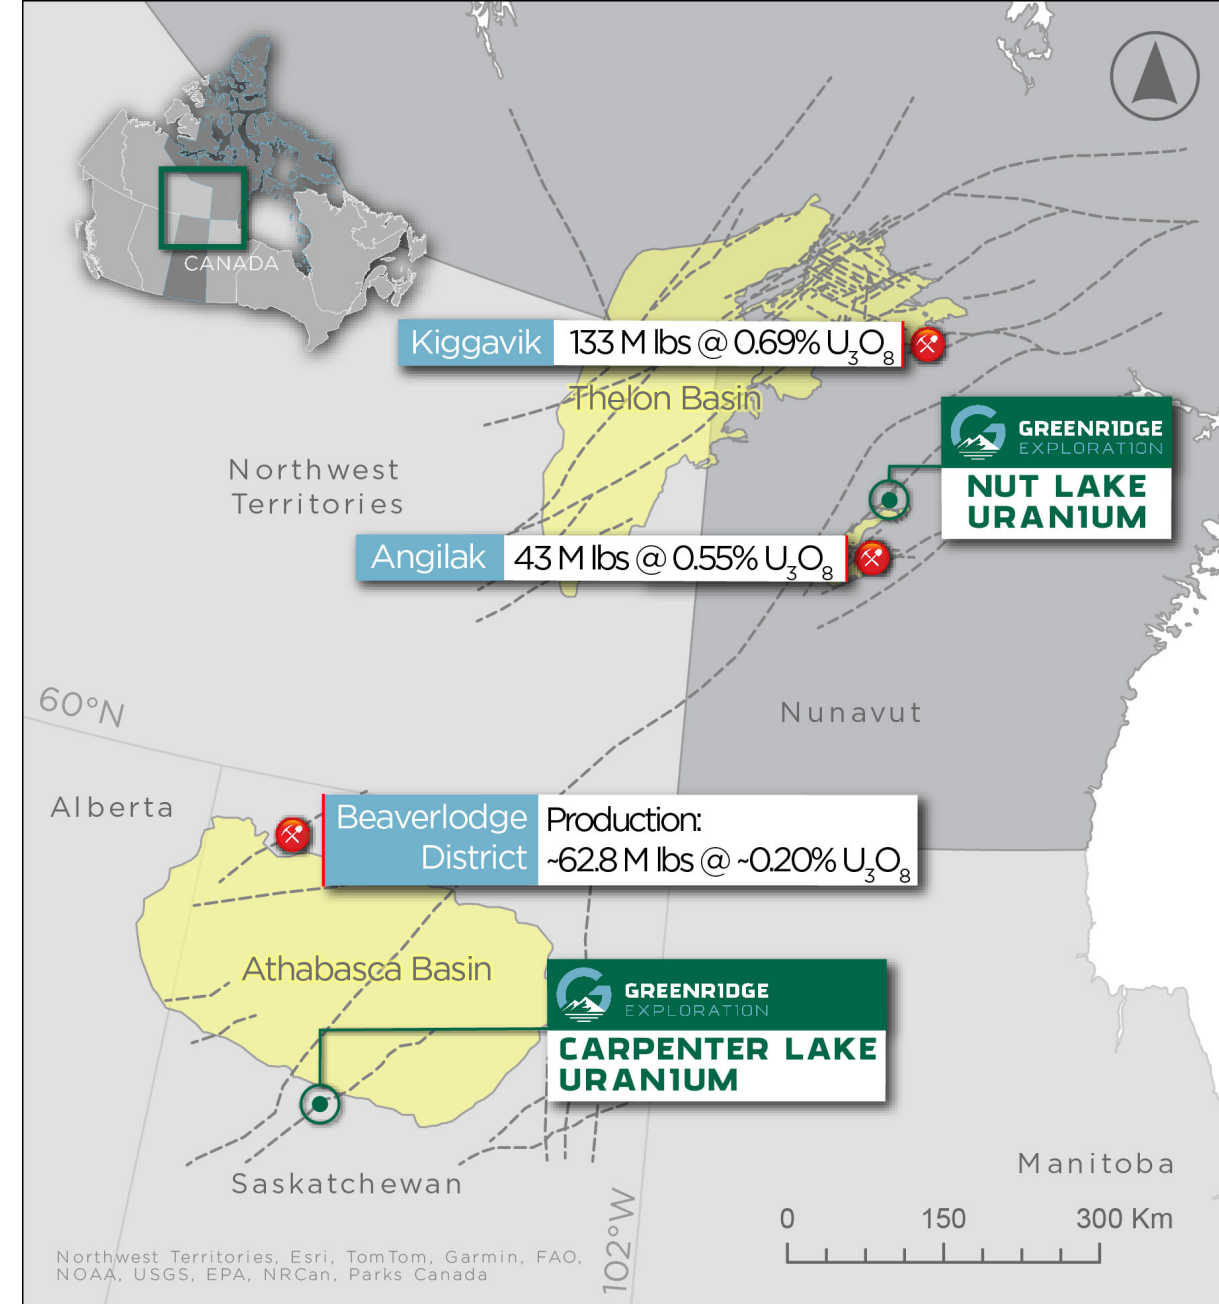 CANADA
Kiggavik 133 M lbs @ 0.69% U₃O₈
Thelon Basin
GREENRIDGE
EXPLORATION
NUT LAKE
URANIUM
Northwest
Territories
Angilak 43 M lbs @ 0.55% U₃O₈
60°N
Nunavut
Alberta
Beaverlodge
District
Production:
~62.8 M lbs @ ~0.20% U₃O₈
Athabasca Basin
GREENRIDGE
EXPLORATION
CARPENTER LAKE
URANIUM
Saskatchewan
Manitoba
102°W
0 150 300 Km
Northwest Territories, Esri, TomTom, Garmin, FAO,
NOAA, USGS, EPA, NRCan, Parks Canada